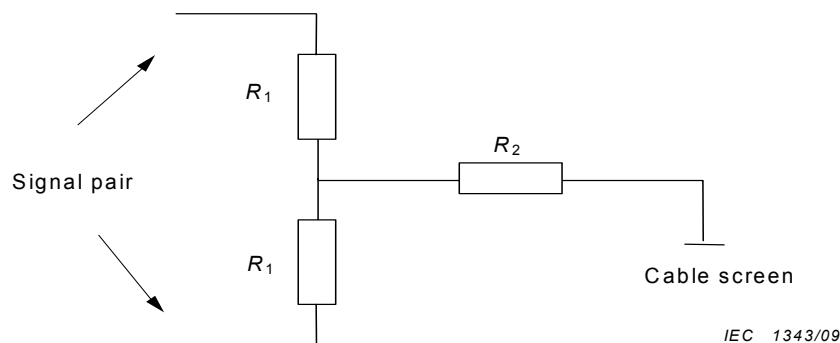 R1
R2
Signal pair
R1
Cable screen
IEC 1343/09